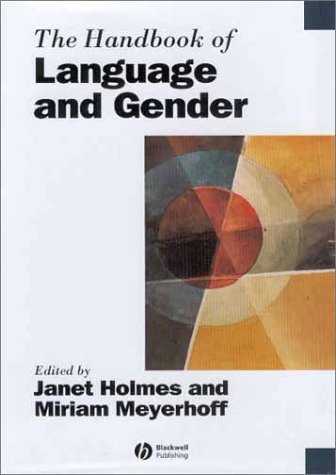 The Handbook of
Language
and Gender
Edited by
Janet Holmes and
Miriam Meyerhoff
Blackwell
Publishing